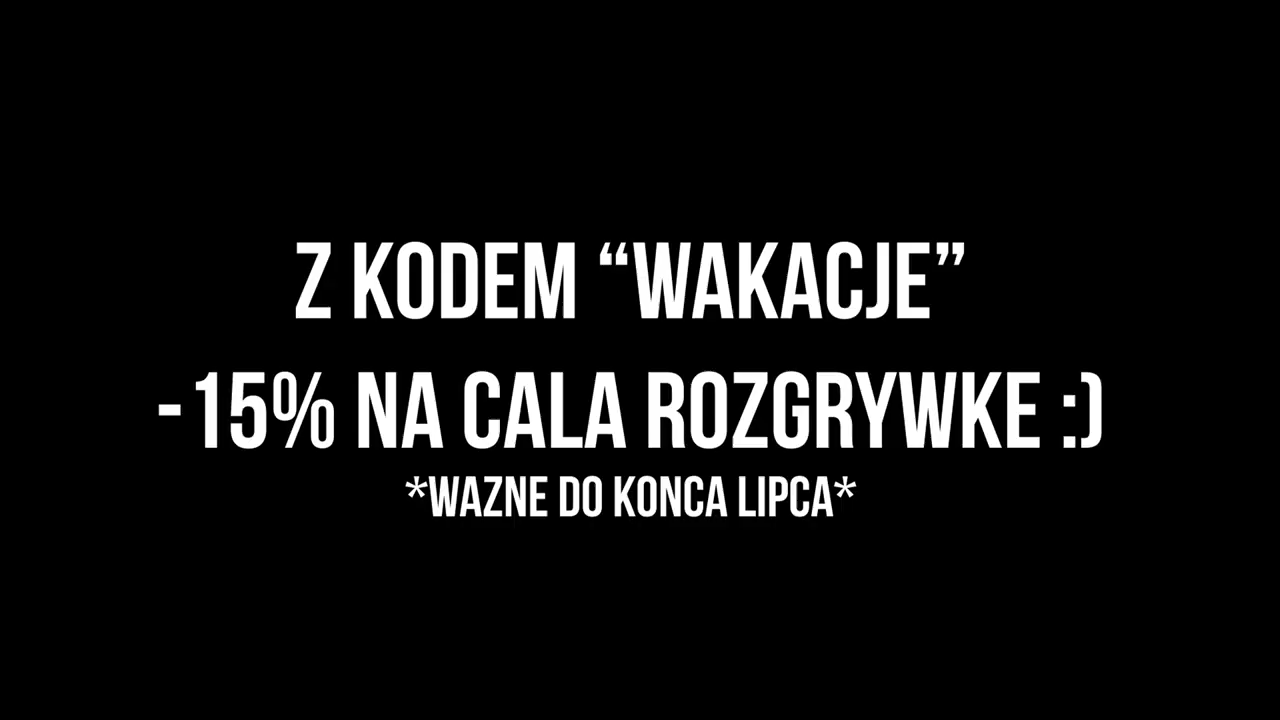 Z KODEM “WAKACJE”
-15% NA CALA ROZGRYWKE :)
*WAZNE DO KONCA LIPCA*